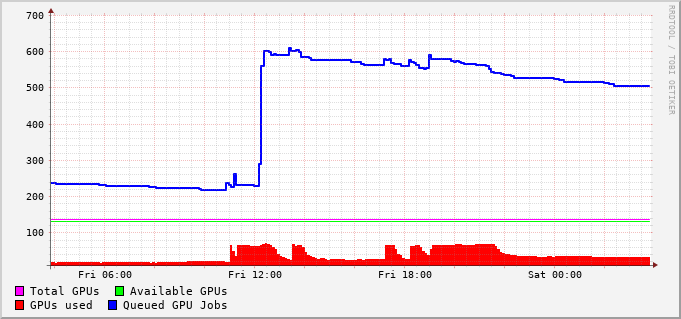 700
600
500
400
300
200
100
Fri 06:00 Fri 12:00 Fri 18:00 Sat 00:00
Total GPUs Available GPUs
GPUs used Queued GPU Jobs
RRDTOOL / TOBI OETIKER